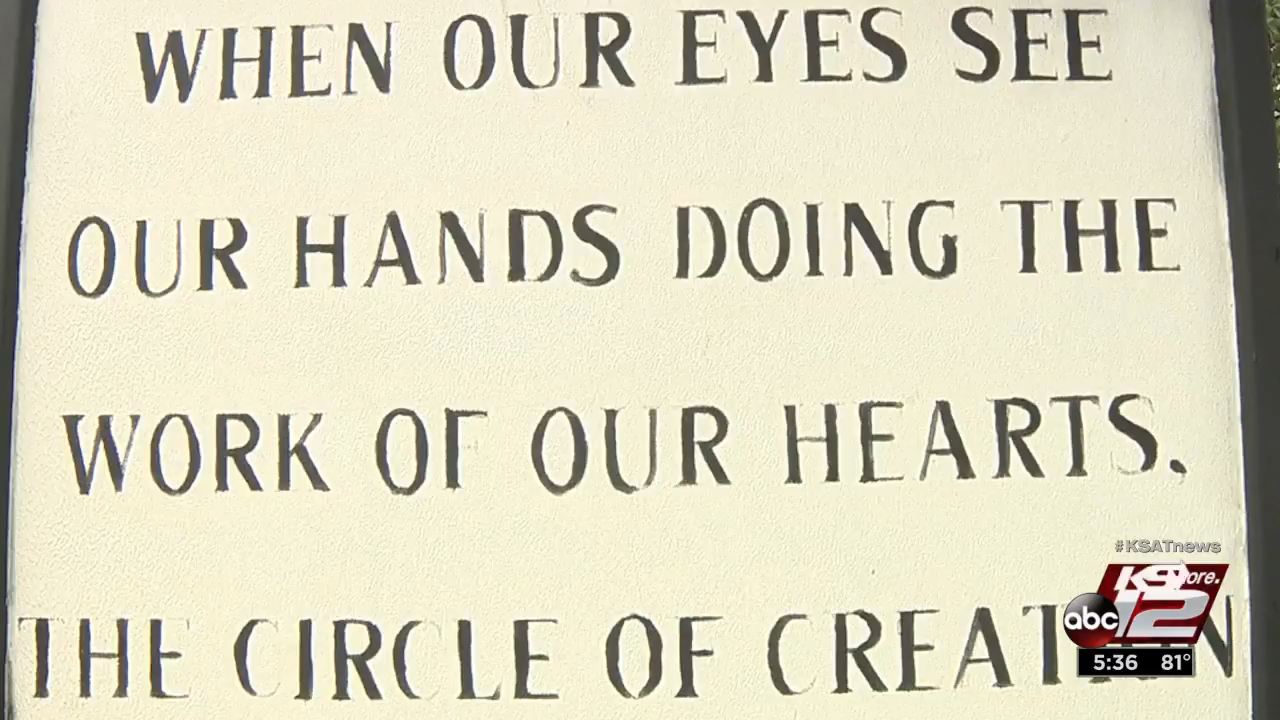 WHEN OUR EYES SEE
OUR HANDS DOING THE
WORK OF OUR HEARTS,
THE CIRCLE OF
#KSATnews
abc
12
5:36 81°